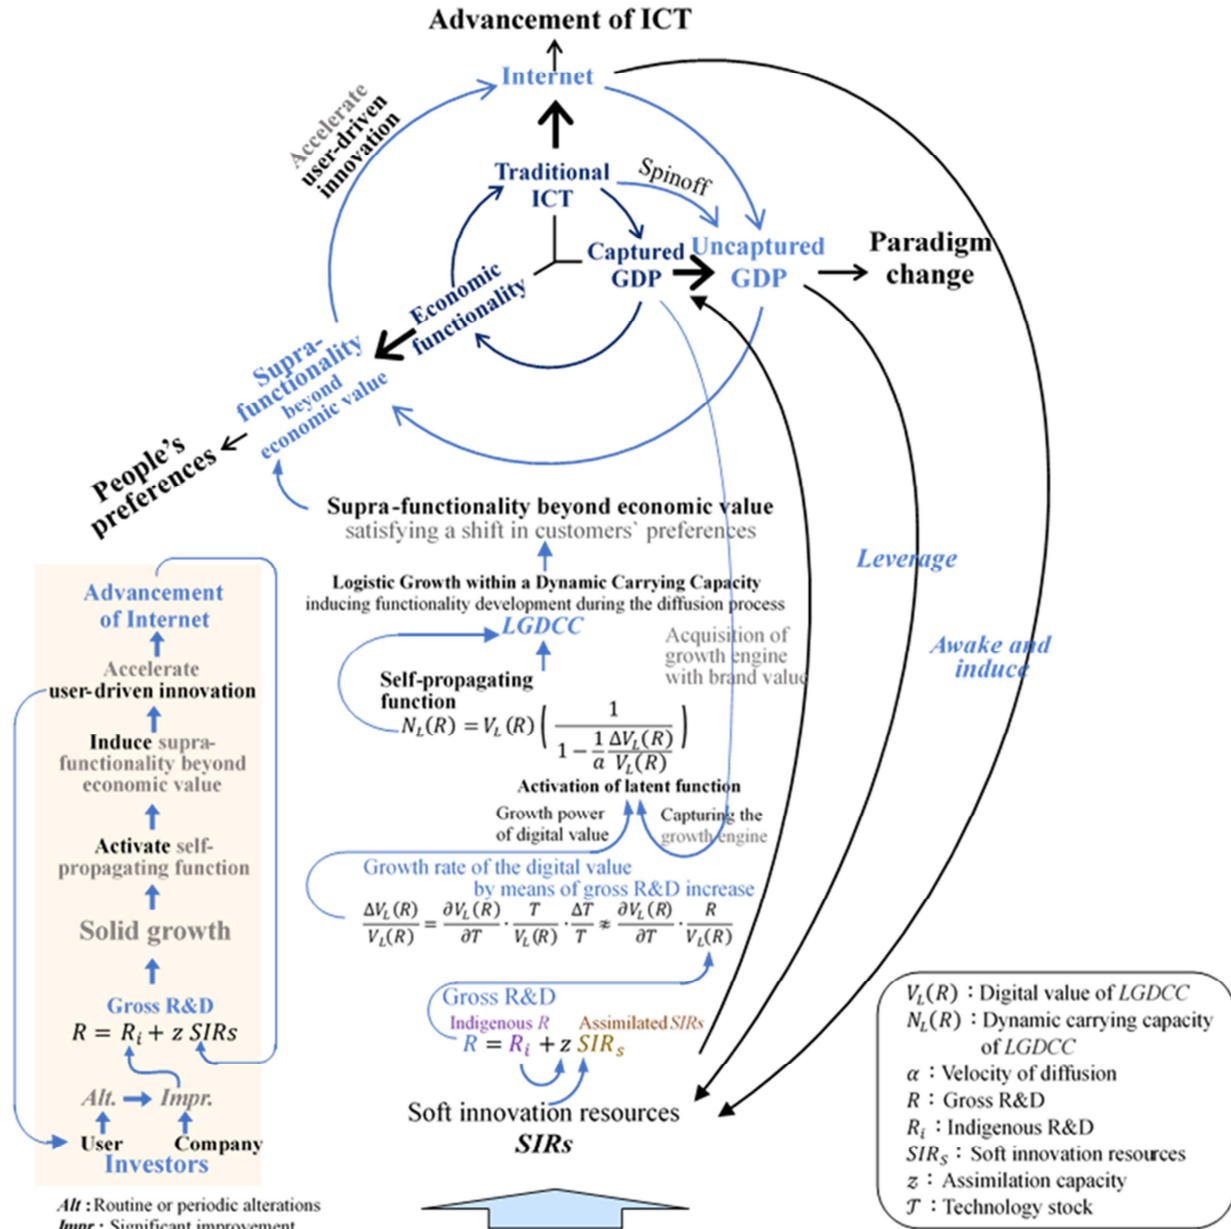 Advancement of ICT
Internet
Accelerate
user-driven
innovation
Traditional
ICT
Spinoff
Captured
GDP
Uncaptured
GDP
Paradigm
change
Economic
functionality
Supra-
functionality
beyond
economic value
People's
preferences
Supra-functionality beyond economic value
satisfying a shift in customers` preferences
Logistic Growth within a Dynamic Carrying Capacity
inducing functionality development during the diffusion process
LGDCC
Self-propagating
function
N_L(R) = V_L(R) ( 1 / (1 − (1/a) (ΔV_L(R) / V_L(R))) )
Acquisition of
growth engine
with brand value
Leverage
Awake and
induce
Activation of latent function
Growth power
of digital value
Capturing the
growth engine
Growth rate of the digital value
by means of gross R&D increase
ΔV_L(R)/V_L(R) = ∂V_L(R)/∂T · T/V_L(R) · ΔT/T ≉ ∂V_L(R)/∂T · R/V_L(R)
Gross R&D
Indigenous R
Assimilated SIRs
R = R_i + z SIR_s
Soft innovation resources
SIRs
Advancement
of Internet
Accelerate
user-driven innovation
Induce supra-
functionality beyond
economic value
Activate self-
propagating function
Solid growth
Gross R&D
R = R_i + z SIRs
Alt. Impr.
User Company
Investors
Alt : Routine or periodic alterations
Impr : Significant improvement
V_L(R) : Digital value of LGDCC
N_L(R) : Dynamic carrying capacity
of LGDCC
α : Velocity of diffusion
R : Gross R&D
R_i : Indigenous R&D
SIR_S : Soft innovation resources
z : Assimilation capacity
T : Technology stock